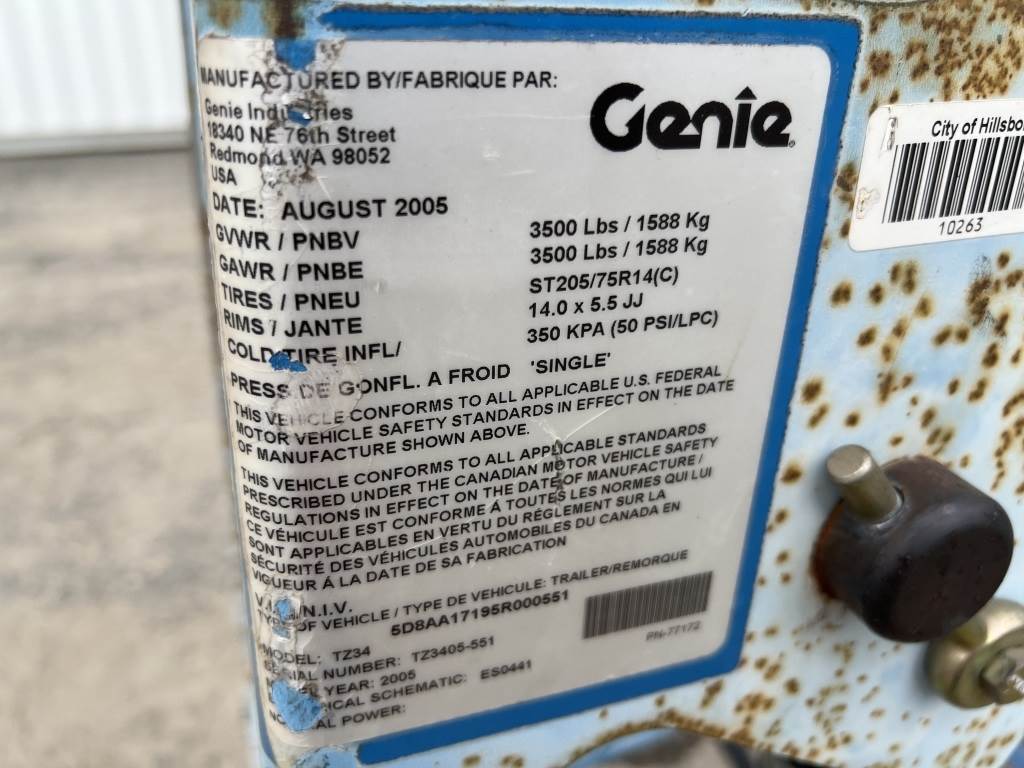 MANUFACTURED BY/FABRIQUE PAR:
Genie Industries
18340 NE 76th Street
Redmond WA 98052
USA
Genie
DATE: AUGUST 2005
GVWR / PNBV 3500 Lbs / 1588 Kg
GAWR / PNBE 3500 Lbs / 1588 Kg
TIRES / PNEU ST205/75R14(C)
RIMS / JANTE 14.0 x 5.5 JJ
COLD TIRE INFL/ 350 KPA (50 PSI/LPC)
PRESS.DE GONFL. A FROID 'SINGLE'
THIS VEHICLE CONFORMS TO ALL APPLICABLE U.S. FEDERAL
MOTOR VEHICLE SAFETY STANDARDS IN EFFECT ON THE DATE
OF MANUFACTURE SHOWN ABOVE.
THIS VEHICLE CONFORMS TO ALL APPLICABLE STANDARDS
PRESCRIBED UNDER THE CANADIAN MOTOR VEHICLE SAFETY
REGULATIONS IN EFFECT ON THE DATE OF MANUFACTURE /
CE VÉHICULE EST CONFORME Á TOUTES LES NORMES QUI LUI
SONT APPLICABLES EN VERTU DU RÉGLEMENT SUR LA
SÉCURITÉ DES VÉHICULES AUTOMOBILES DU CANADA EN
VIGUEUR Á LA DATE DE SA FABRICATION
V.I.N./N.I.V.
TYPE OF VEHICLE / TYPE DE VEHICULE: TRAILER/REMORQUE
5D8AA17195R000551
PN-77172
MODEL: TZ34
SERIAL NUMBER: TZ3405-551
MODEL YEAR: 2005
ELECTRICAL SCHEMATIC: ES0441
NOMINAL POWER:
City of Hillsbo
10263